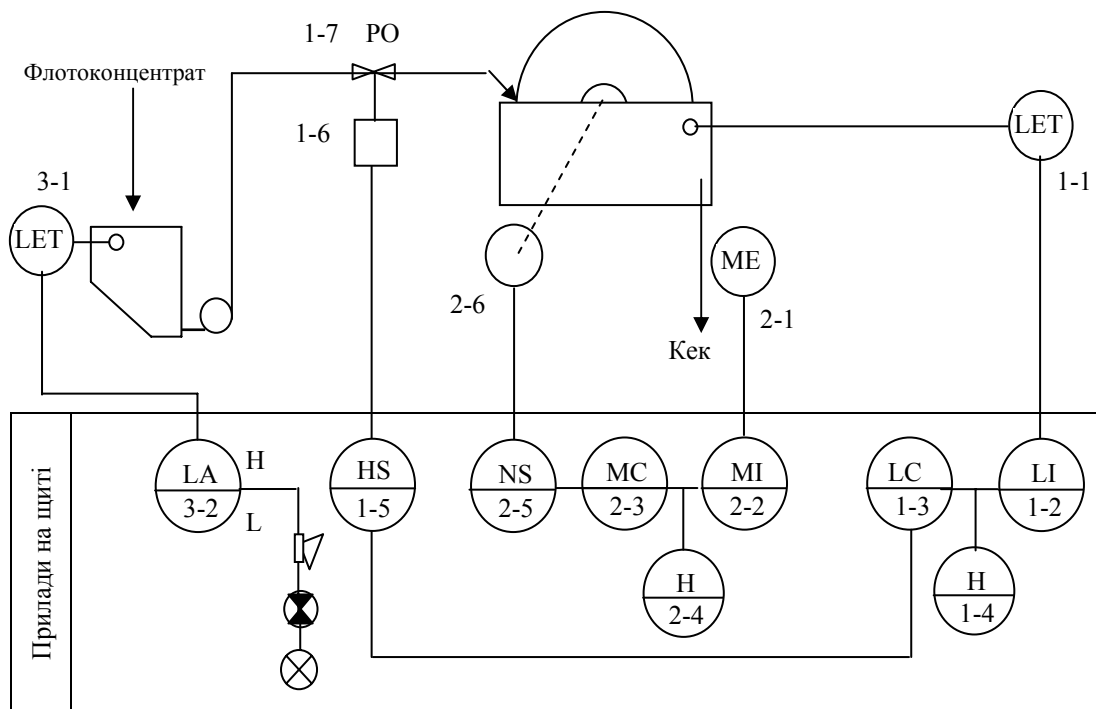 1-7 РО
Флотоконцентрат
1-6
LET
1-1
3-1
LET
2-6
ME
2-1
Кек
Прилади на щиті
LA
3-2
H
L
HS
1-5
NS
2-5
MC
2-3
MI
2-2
LC
1-3
LI
1-2
H
2-4
H
1-4